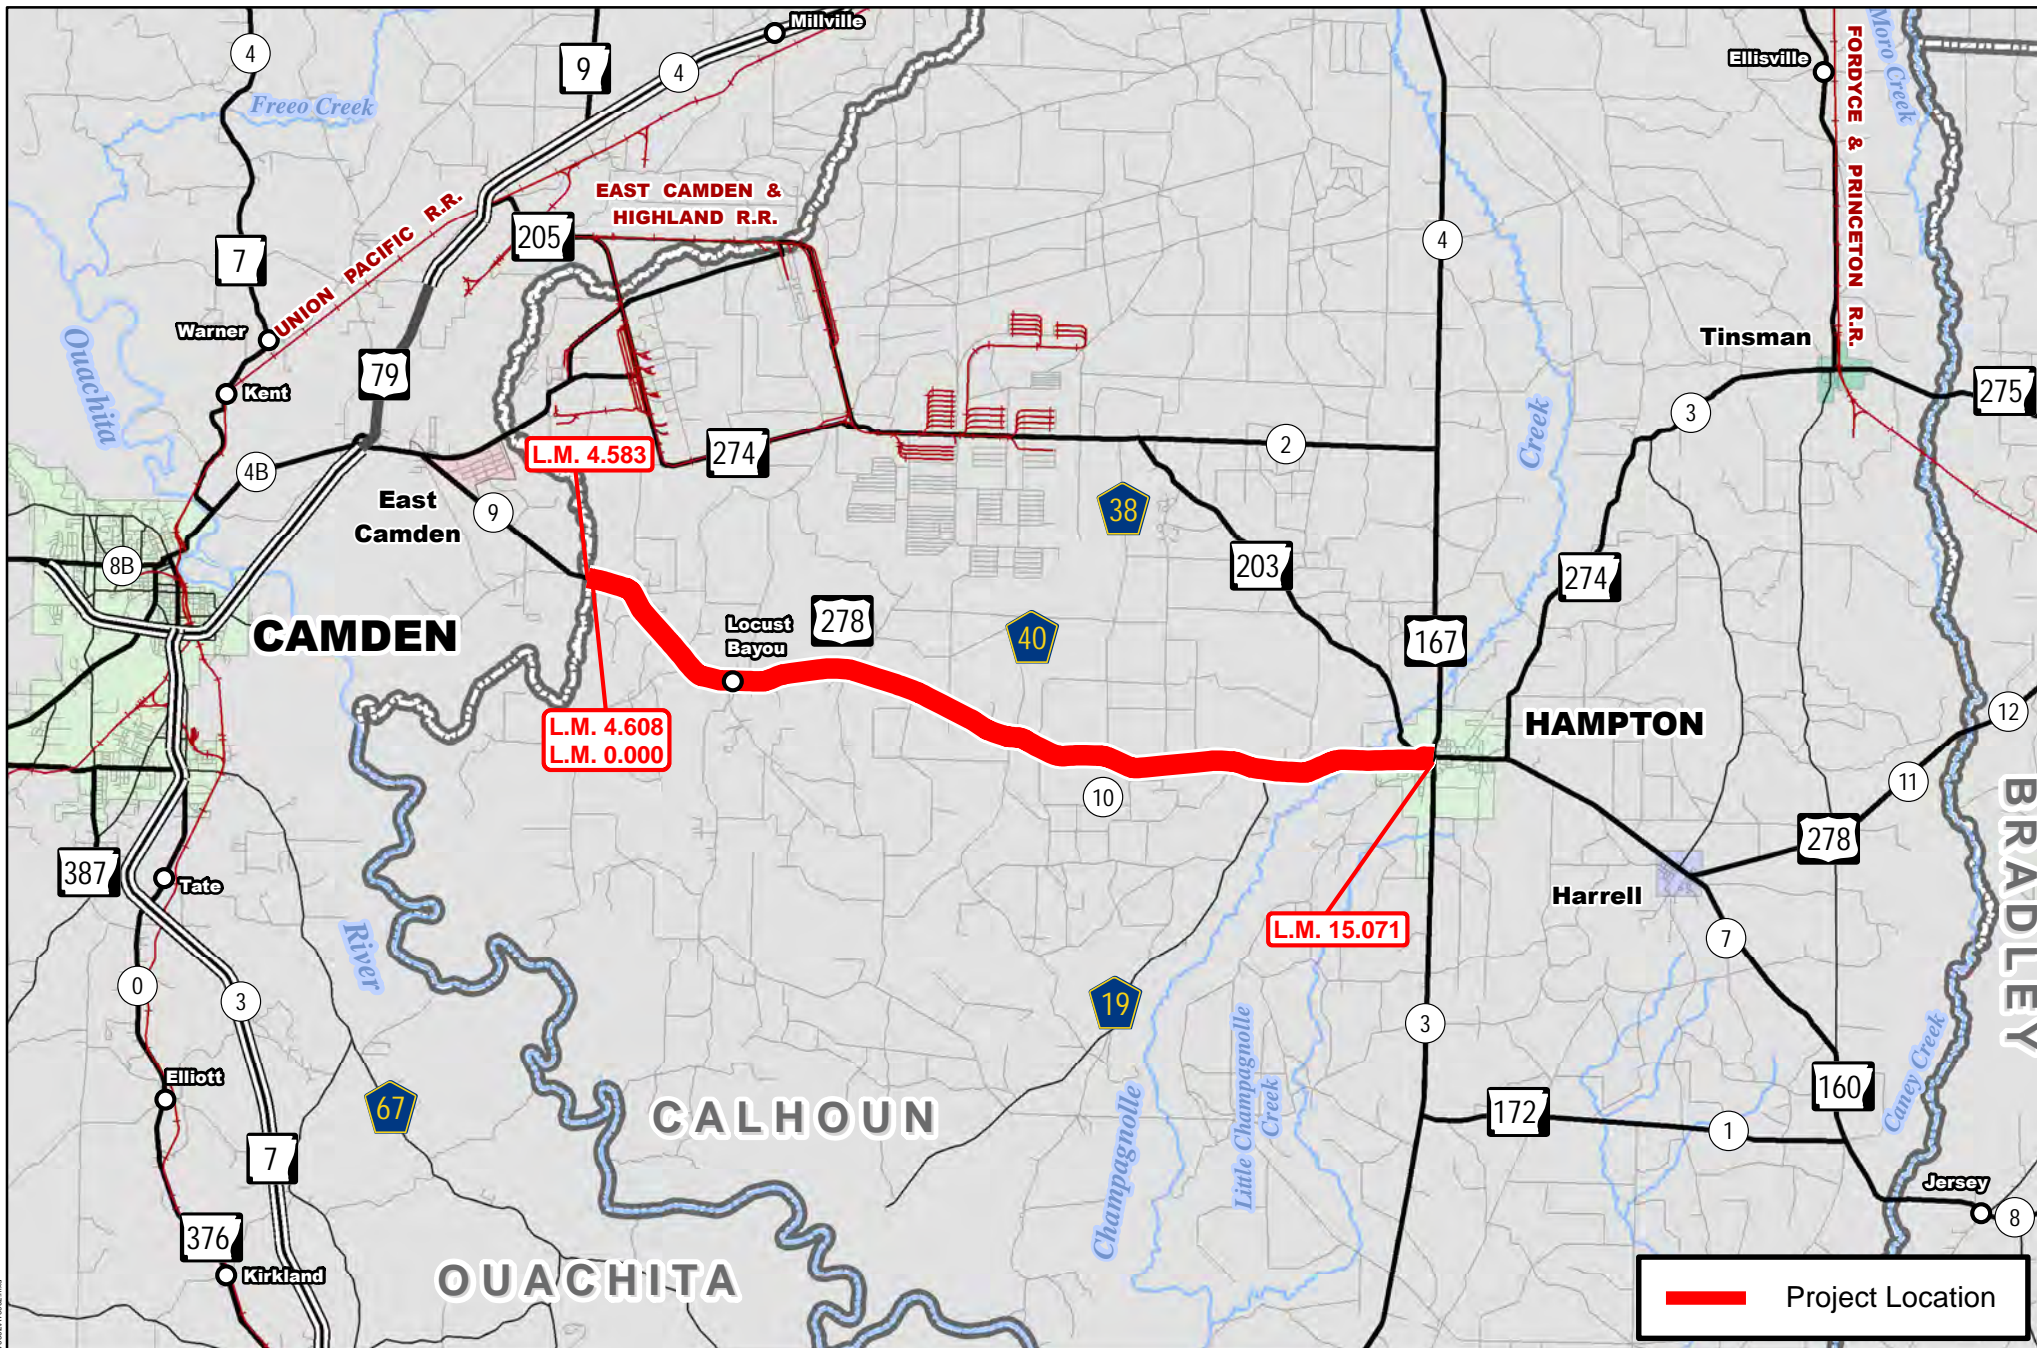 Millville
4
9
4
Freeo Creek
Moro Creek
Ellisville
FORDYCE & PRINCETON R.R.
EAST CAMDEN &
HIGHLAND R.R.
205
7
UNION PACIFIC R.R.
4
Warner
Ouachita
Kent
79
Tinsman
275
3
Creek
2
274
L.M. 4.583
4B
East
Camden
9
38
8B
203
274
CAMDEN
Locust
Bayou
278
40
167
HAMPTON
12
L.M. 4.608
L.M. 0.000
10
11
BRADLEY
278
387
Tate
Harrell
L.M. 15.071
7
River
0
3
19
3
Little Champagnolle
Creek
Caney Creek
Elliott
67
CALHOUN
160
172
1
7
Champagnolle
Jersey
8
376
Kirkland
OUACHITA
Project Location